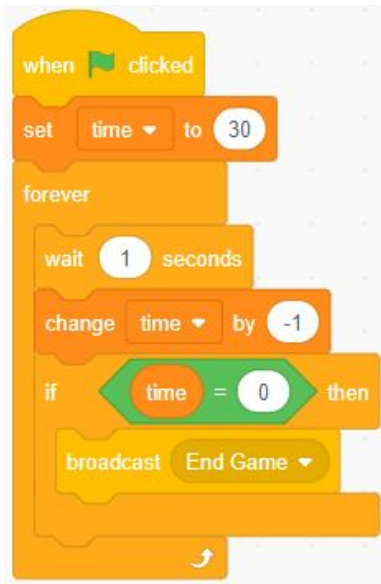 when clicked
set time to 30
forever
wait 1 seconds
change time by -1
if time = 0 then
broadcast End Game